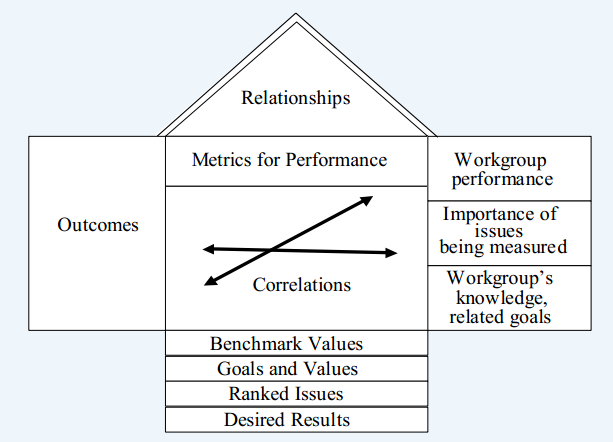 Relationships
Metrics for Performance
Workgroup
performance
Outcomes
Importance of
issues
being measured
Correlations
Workgroup's
knowledge,
related goals
Benchmark Values
Goals and Values
Ranked Issues
Desired Results